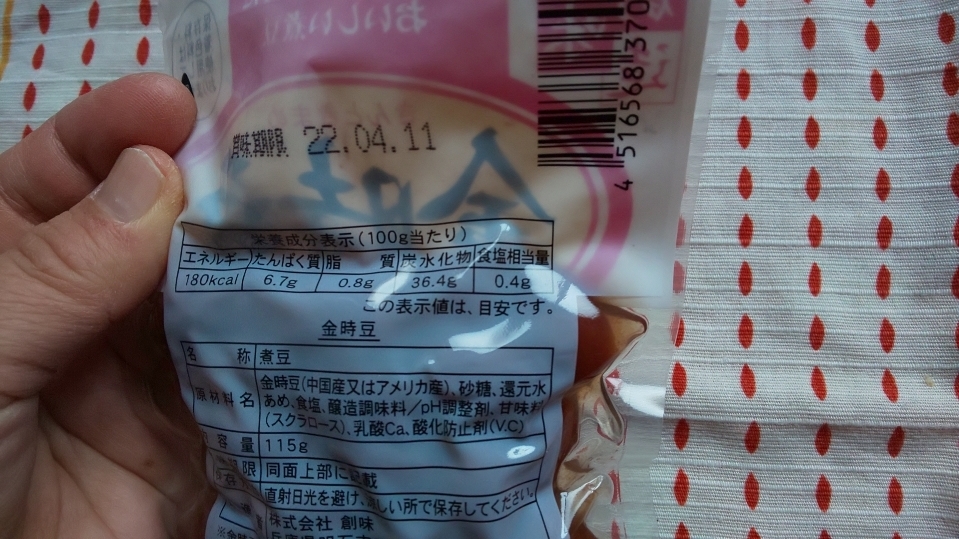 おいしい煮豆
賞味期限 22.04.11
4 516568 370
栄養成分表示(100g当たり)
エネルギー たんぱく質 脂 質 炭水化物 食塩相当量
180kcal 6.7g 0.8g 36.4g 0.4g
この表示値は、目安です。
金時豆
名 称 煮豆
原材料名 金時豆(中国産又はアメリカ産)、砂糖、還元水
あめ、食塩、醸造調味料/pH調整剤、甘味料
(スクラロース)、乳酸Ca、酸化防止剤(V.C)
内容量 115g
限 同面上部に記載
直射日光を避け、涼しい所で保存してください。
株式会社 創味